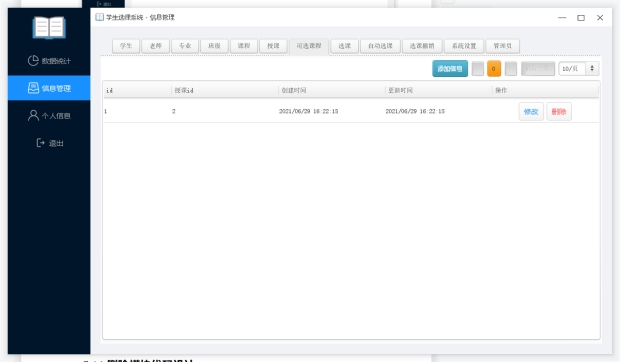 退出
学生选课系统 - 信息管理
数据统计
信息管理
个人信息
退出
学生 老师 专业 班级 课程 授课 可选课程 选课 自动选课 选课撤销 系统设置 管理员
添加信息 0 10/页
id 授课id 创建时间 更新时间 操作
1 2 2021/06/29 16:22:15 2021/06/29 16:22:15 修改 删除